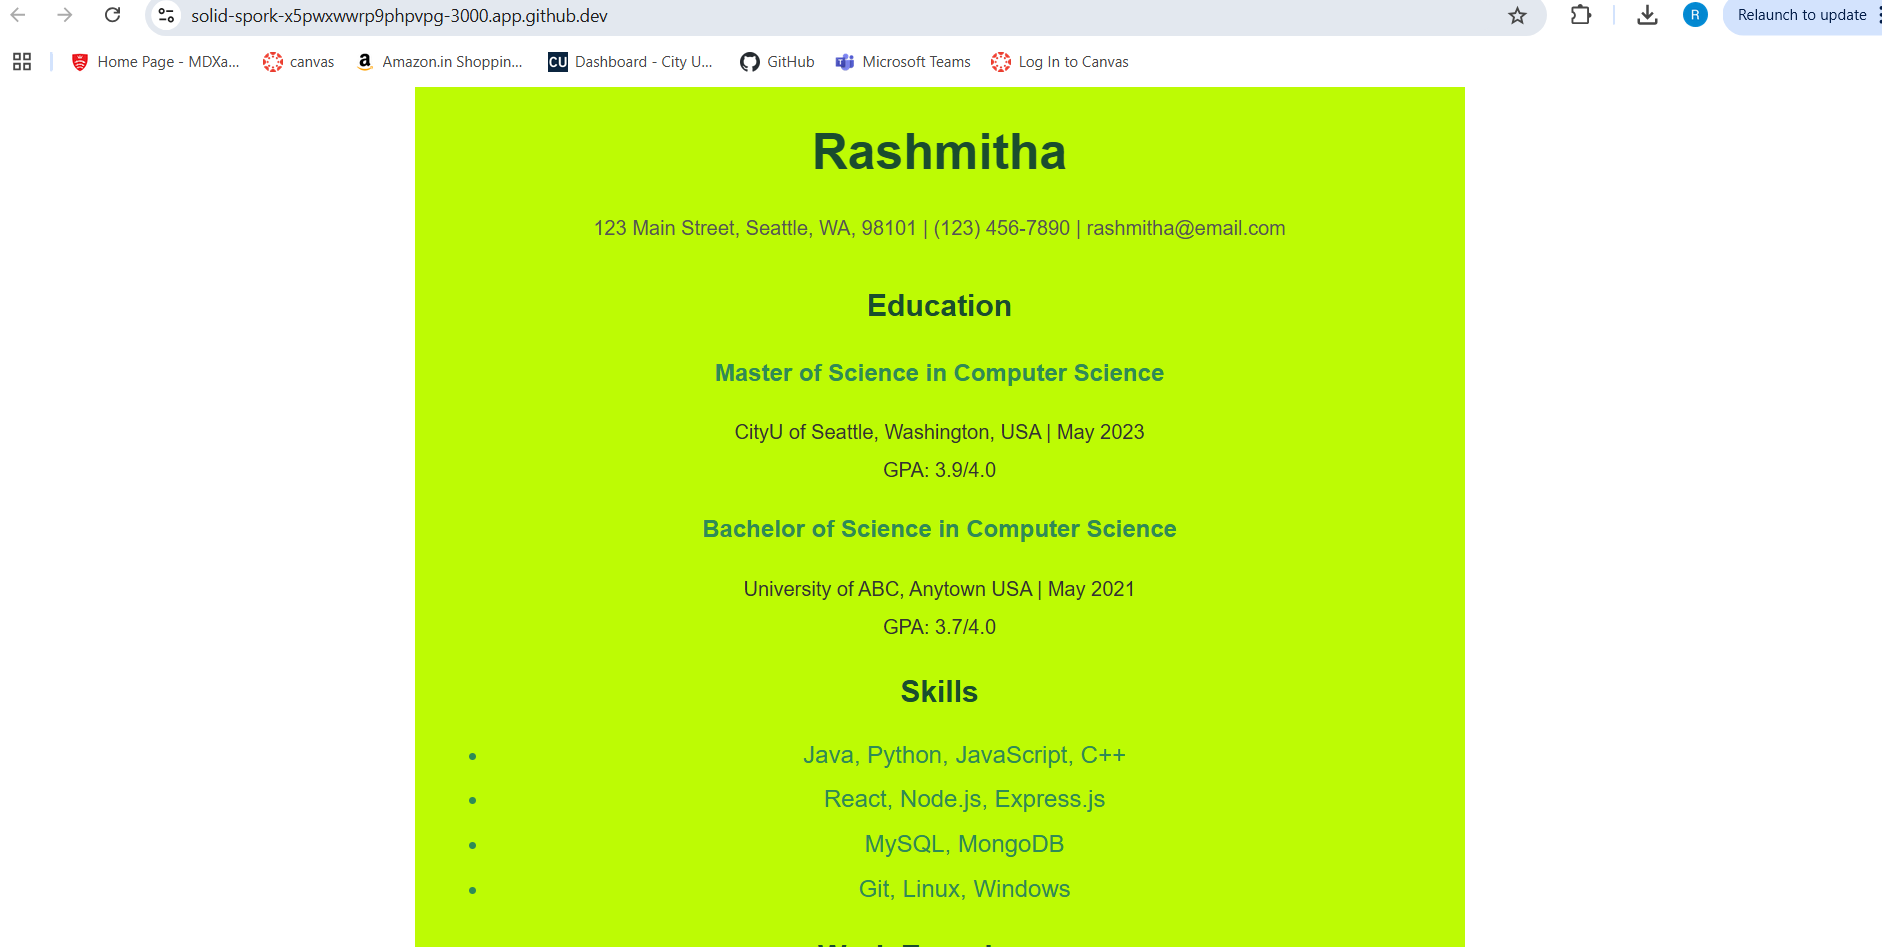 solid-spork-x5pwxwwrp9phpvpg-3000.app.github.dev
R
Relaunch to update
Home Page - MDXa...
canvas
a
Amazon.in Shoppin...
CU
Dashboard - City U...
GitHub
Microsoft Teams
Log In to Canvas
Rashmitha
123 Main Street, Seattle, WA, 98101 | (123) 456-7890 | rashmitha@email.com
Education
Master of Science in Computer Science
CityU of Seattle, Washington, USA | May 2023
GPA: 3.9/4.0
Bachelor of Science in Computer Science
University of ABC, Anytown USA | May 2021
GPA: 3.7/4.0
Skills
• Java, Python, JavaScript, C++
• React, Node.js, Express.js
• MySQL, MongoDB
• Git, Linux, Windows